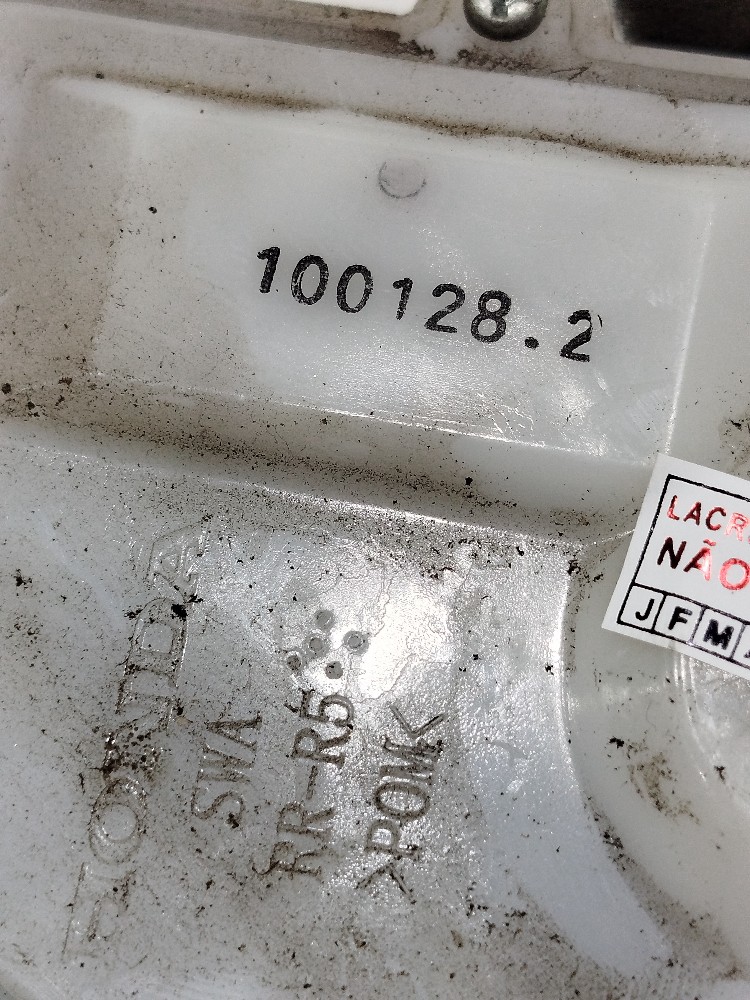 100128.2
LACR
NÃO
J F M
HONDA
SWA
RR-R5
>POM<